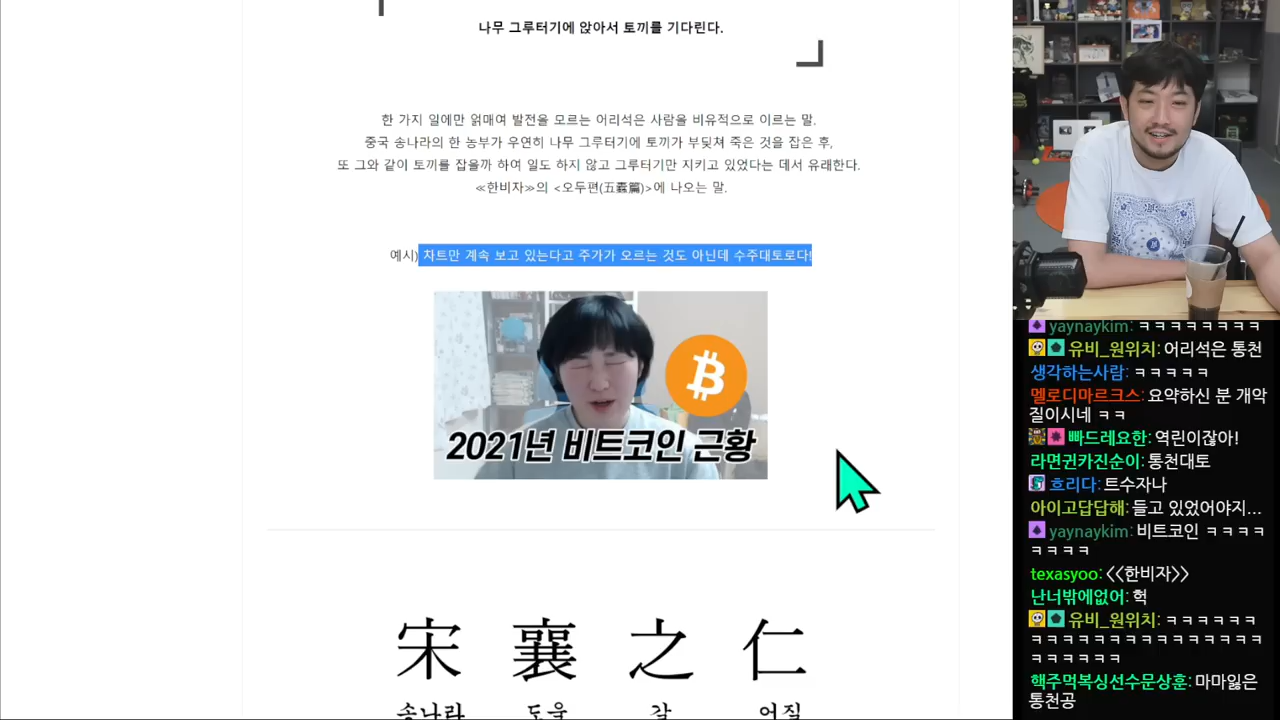 나무 그루터기에 앉아서 토끼를 기다린다.
한 가지 일에만 얽매여 발전을 모르는 어리석은 사람을 비유적으로 이르는 말.
중국 송나라의 한 농부가 우연히 나무 그루터기에 토끼가 부딪쳐 죽은 것을 잡은 후,
또 그와 같이 토끼를 잡을까 하여 일도 하지 않고 그루터기만 지키고 있었다는 데서 유래한다.
≪한비자≫의 <오두편(五蠹篇)>에 나오는 말.
예시) 차트만 계속 보고 있는다고 주가가 오르는 것도 아닌데 수주대토로다!
2021년 비트코인 근황
宋 襄 之 仁
송나라 도울 갈 어질
yaynaykim: ㅋㅋㅋㅋㅋㅋㅋㅋ
유비_원위치: 어리석은 통천
생각하는사람: ㅋㅋㅋㅋㅋ
멜로디마르크스: 요약하신 분 개악
질이시네 ㅋㅋ
빠드레요한: 역린이잖아!
라면귄카진순이: 통천대토
흐리다: 트수자나
아이고답답해: 들고 있었어야지...
yaynaykim: 비트코인 ㅋㅋㅋㅋ
ㅋㅋㅋㅋ
texasyoo: <<한비자>>
난너밖에없어: 헉
유비_원위치: ㅋㅋㅋㅋㅋㅋ
ㅋㅋㅋㅋㅋㅋㅋㅋㅋㅋㅋㅋㅋㅋㅋ
ㅋㅋㅋㅋㅋㅋ
핵주먹복싱선수문상훈: 마마잃은
통천공